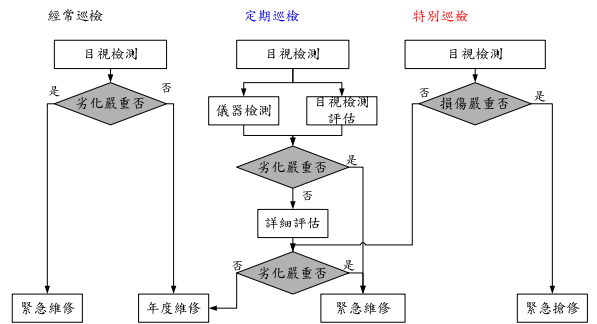 經常巡檢
定期巡檢
特別巡檢
目視檢測
目視檢測
目視檢測
是
劣化嚴重否
否
儀器檢測
目視檢測
評估
否
損傷嚴重否
是
劣化嚴重否
是
否
詳細評估
否
劣化嚴重否
是
緊急維修
年度維修
緊急維修
緊急搶修